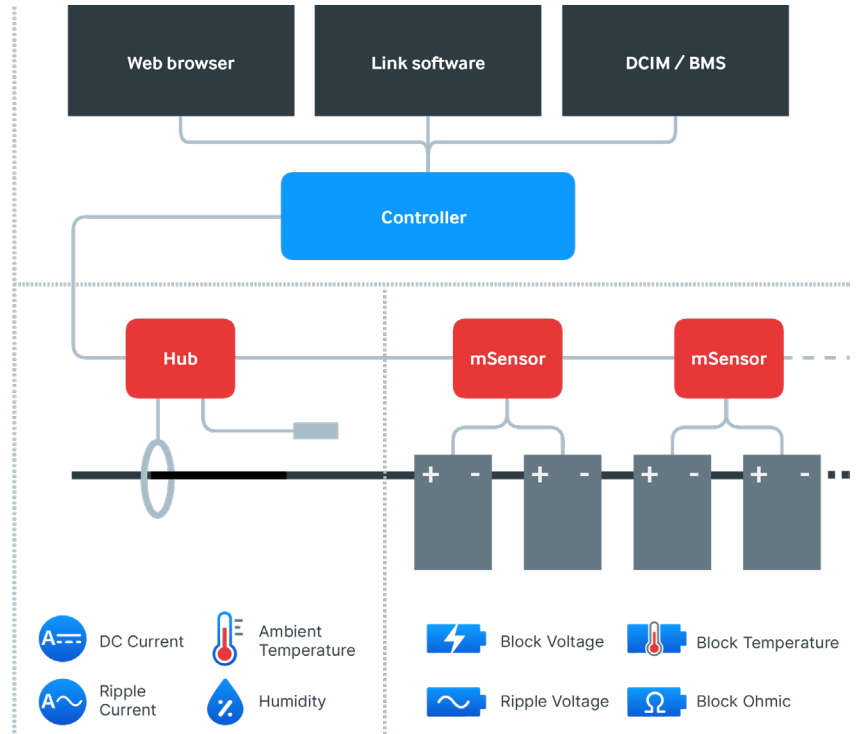 Web browser
Link software
DCIM / BMS
Controller
Hub
mSensor
mSensor
+ - + - + - + -
A
DC Current
Ambient
Temperature
Block Voltage
Block Temperature
A
Ripple
Current
%
Humidity
Ripple Voltage
Ω
Block Ohmic